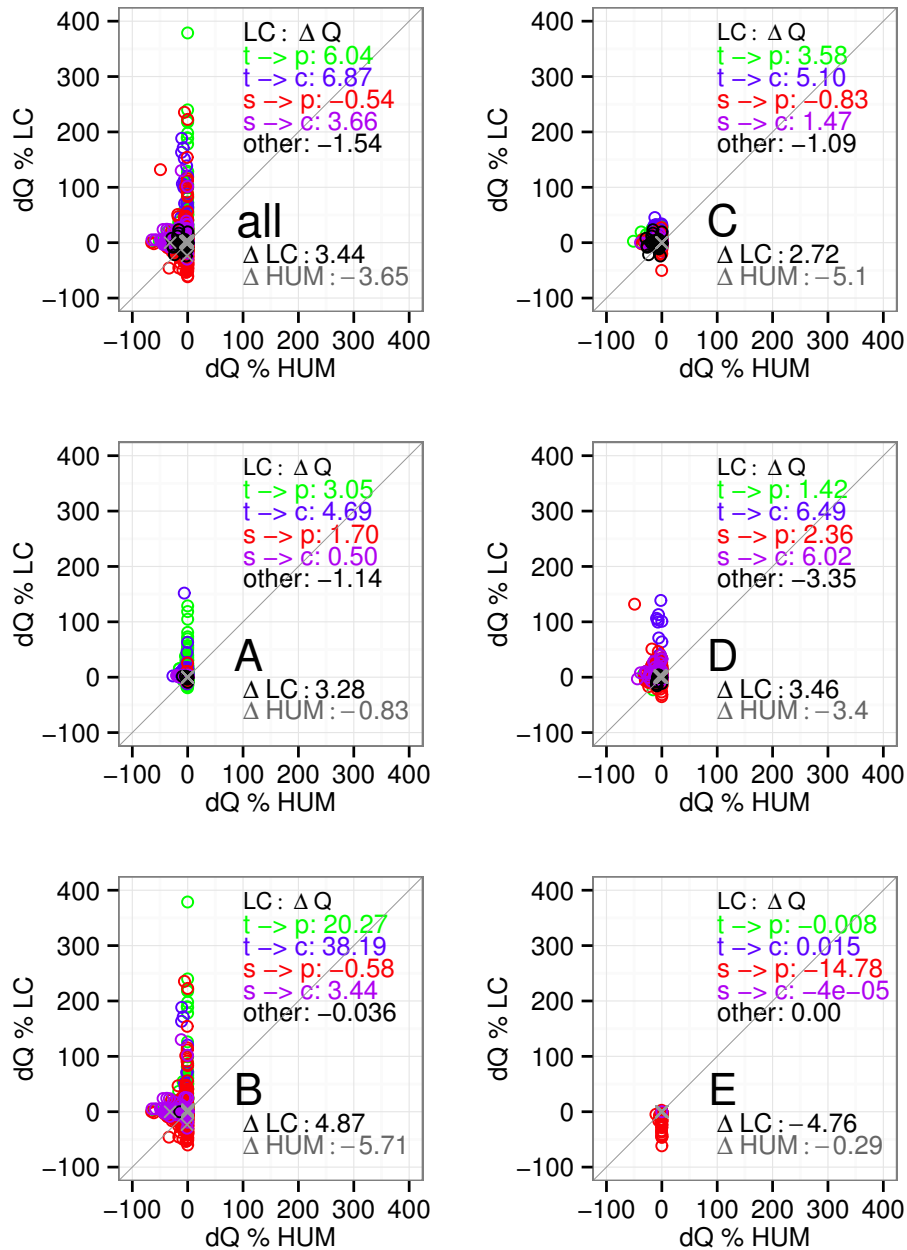 400
300
200
100
0
−100
dQ % LC
LC : Δ Q
t −> p: 6.04
t −> c: 6.87
s −> p: −0.54
s −> c: 3.66
other: −1.54
all
Δ LC : 3.44
Δ HUM : −3.65
−100 0 100 200 300 400
dQ % HUM
400
300
200
100
0
−100
dQ % LC
LC : Δ Q
t −> p: 3.58
t −> c: 5.10
s −> p: −0.83
s −> c: 1.47
other: −1.09
C
Δ LC : 2.72
Δ HUM : −5.1
−100 0 100 200 300 400
dQ % HUM
400
300
200
100
0
−100
dQ % LC
LC : Δ Q
t −> p: 3.05
t −> c: 4.69
s −> p: 1.70
s −> c: 0.50
other: −1.14
A
Δ LC : 3.28
Δ HUM : −0.83
−100 0 100 200 300 400
dQ % HUM
400
300
200
100
0
−100
dQ % LC
LC : Δ Q
t −> p: 1.42
t −> c: 6.49
s −> p: 2.36
s −> c: 6.02
other: −3.35
D
Δ LC : 3.46
Δ HUM : −3.4
−100 0 100 200 300 400
dQ % HUM
400
300
200
100
0
−100
dQ % LC
LC : Δ Q
t −> p: 20.27
t −> c: 38.19
s −> p: −0.58
s −> c: 3.44
other: −0.036
B
Δ LC : 4.87
Δ HUM : −5.71
−100 0 100 200 300 400
dQ % HUM
400
300
200
100
0
−100
dQ % LC
LC : Δ Q
t −> p: −0.008
t −> c: 0.015
s −> p: −14.78
s −> c: −4e−05
other: 0.00
E
Δ LC : −4.76
Δ HUM : −0.29
−100 0 100 200 300 400
dQ % HUM